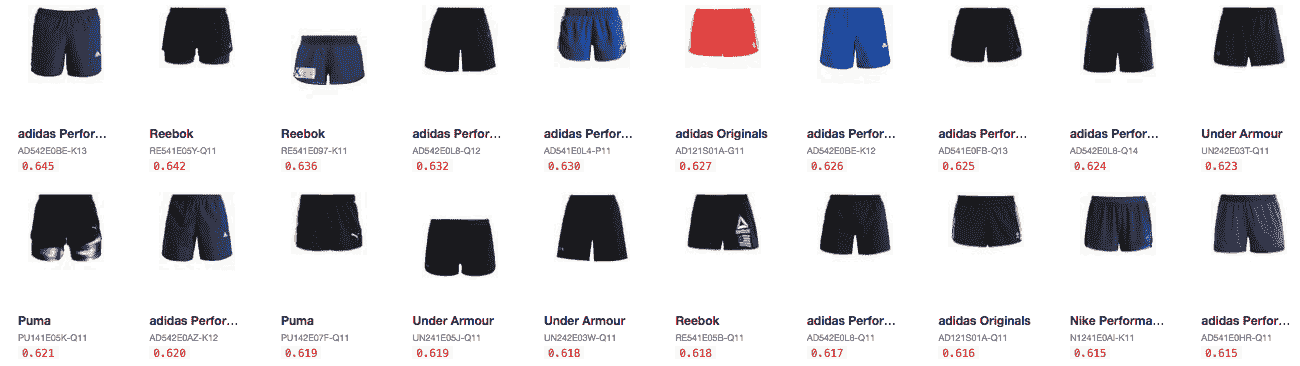 adidas Perfor... Reebok Reebok adidas Perfor... adidas Perfor... adidas Originals adidas Perfor... adidas Perfor... adidas Perfor... Under Armour
AD542E0BE-K13 RE541E05Y-Q11 RE541E097-K11 AD542E0L8-Q12 AD541E0L4-P11 AD121S01A-G11 AD542E0BE-K12 AD541E0FB-Q13 AD542E0L8-Q14 UN242E03T-Q11
0.645 0.642 0.636 0.632 0.630 0.627 0.626 0.625 0.624 0.623
Puma adidas Perfor... Puma Under Armour Under Armour Reebok adidas Perfor... adidas Originals Nike Performa... adidas Perfor...
PU141E05K-Q11 AD542E0AZ-K12 PU142E07F-Q11 UN241E05J-Q11 UN242E03W-Q11 RE541E05B-Q11 AD542E0L8-Q11 AD121S01A-Q11 N1241E0AI-K11 AD541E0HR-Q11
0.621 0.620 0.619 0.619 0.618 0.618 0.617 0.616 0.615 0.615